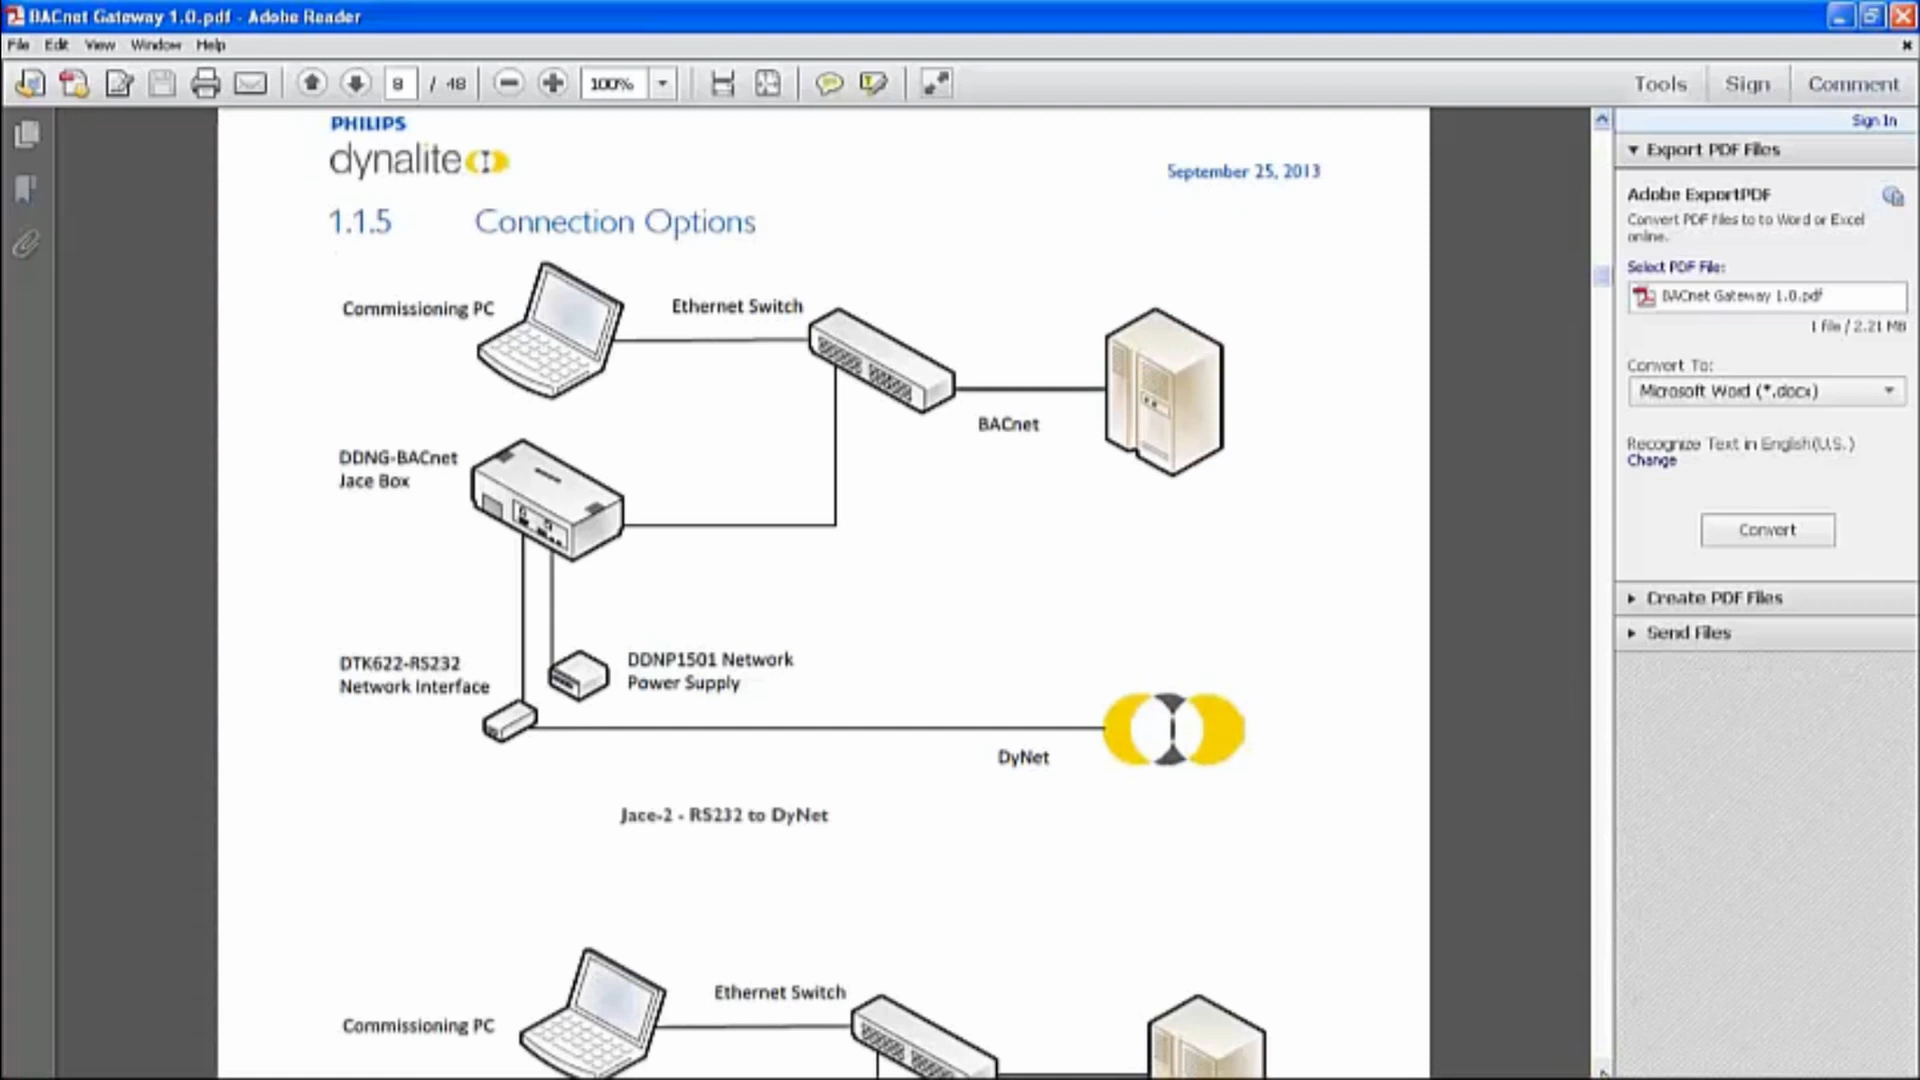 BACnet Gateway 1.0.pdf - Adobe Reader
File Edit View Window Help
8 / 48 100% Tools Sign Comment
Sign In
Export PDF Files
Adobe ExportPDF
Convert PDF files to to Word or Excel
online.
Select PDF File:
BACnet Gateway 1.0.pdf
1 file / 2.21 MB
Convert To:
Microsoft Word (*.docx)
Recognize Text in English(U.S.)
Change
Convert
Create PDF Files
Send Files
PHILIPS
dynalite
September 25, 2013
1.1.5 Connection Options
Commissioning PC
Ethernet Switch
BACnet
DDNG-BACnet
Jace Box
DTK622-RS232
Network Interface
DDNP1501 Network
Power Supply
DyNet
Jace-2 - RS232 to DyNet
Ethernet Switch
Commissioning PC